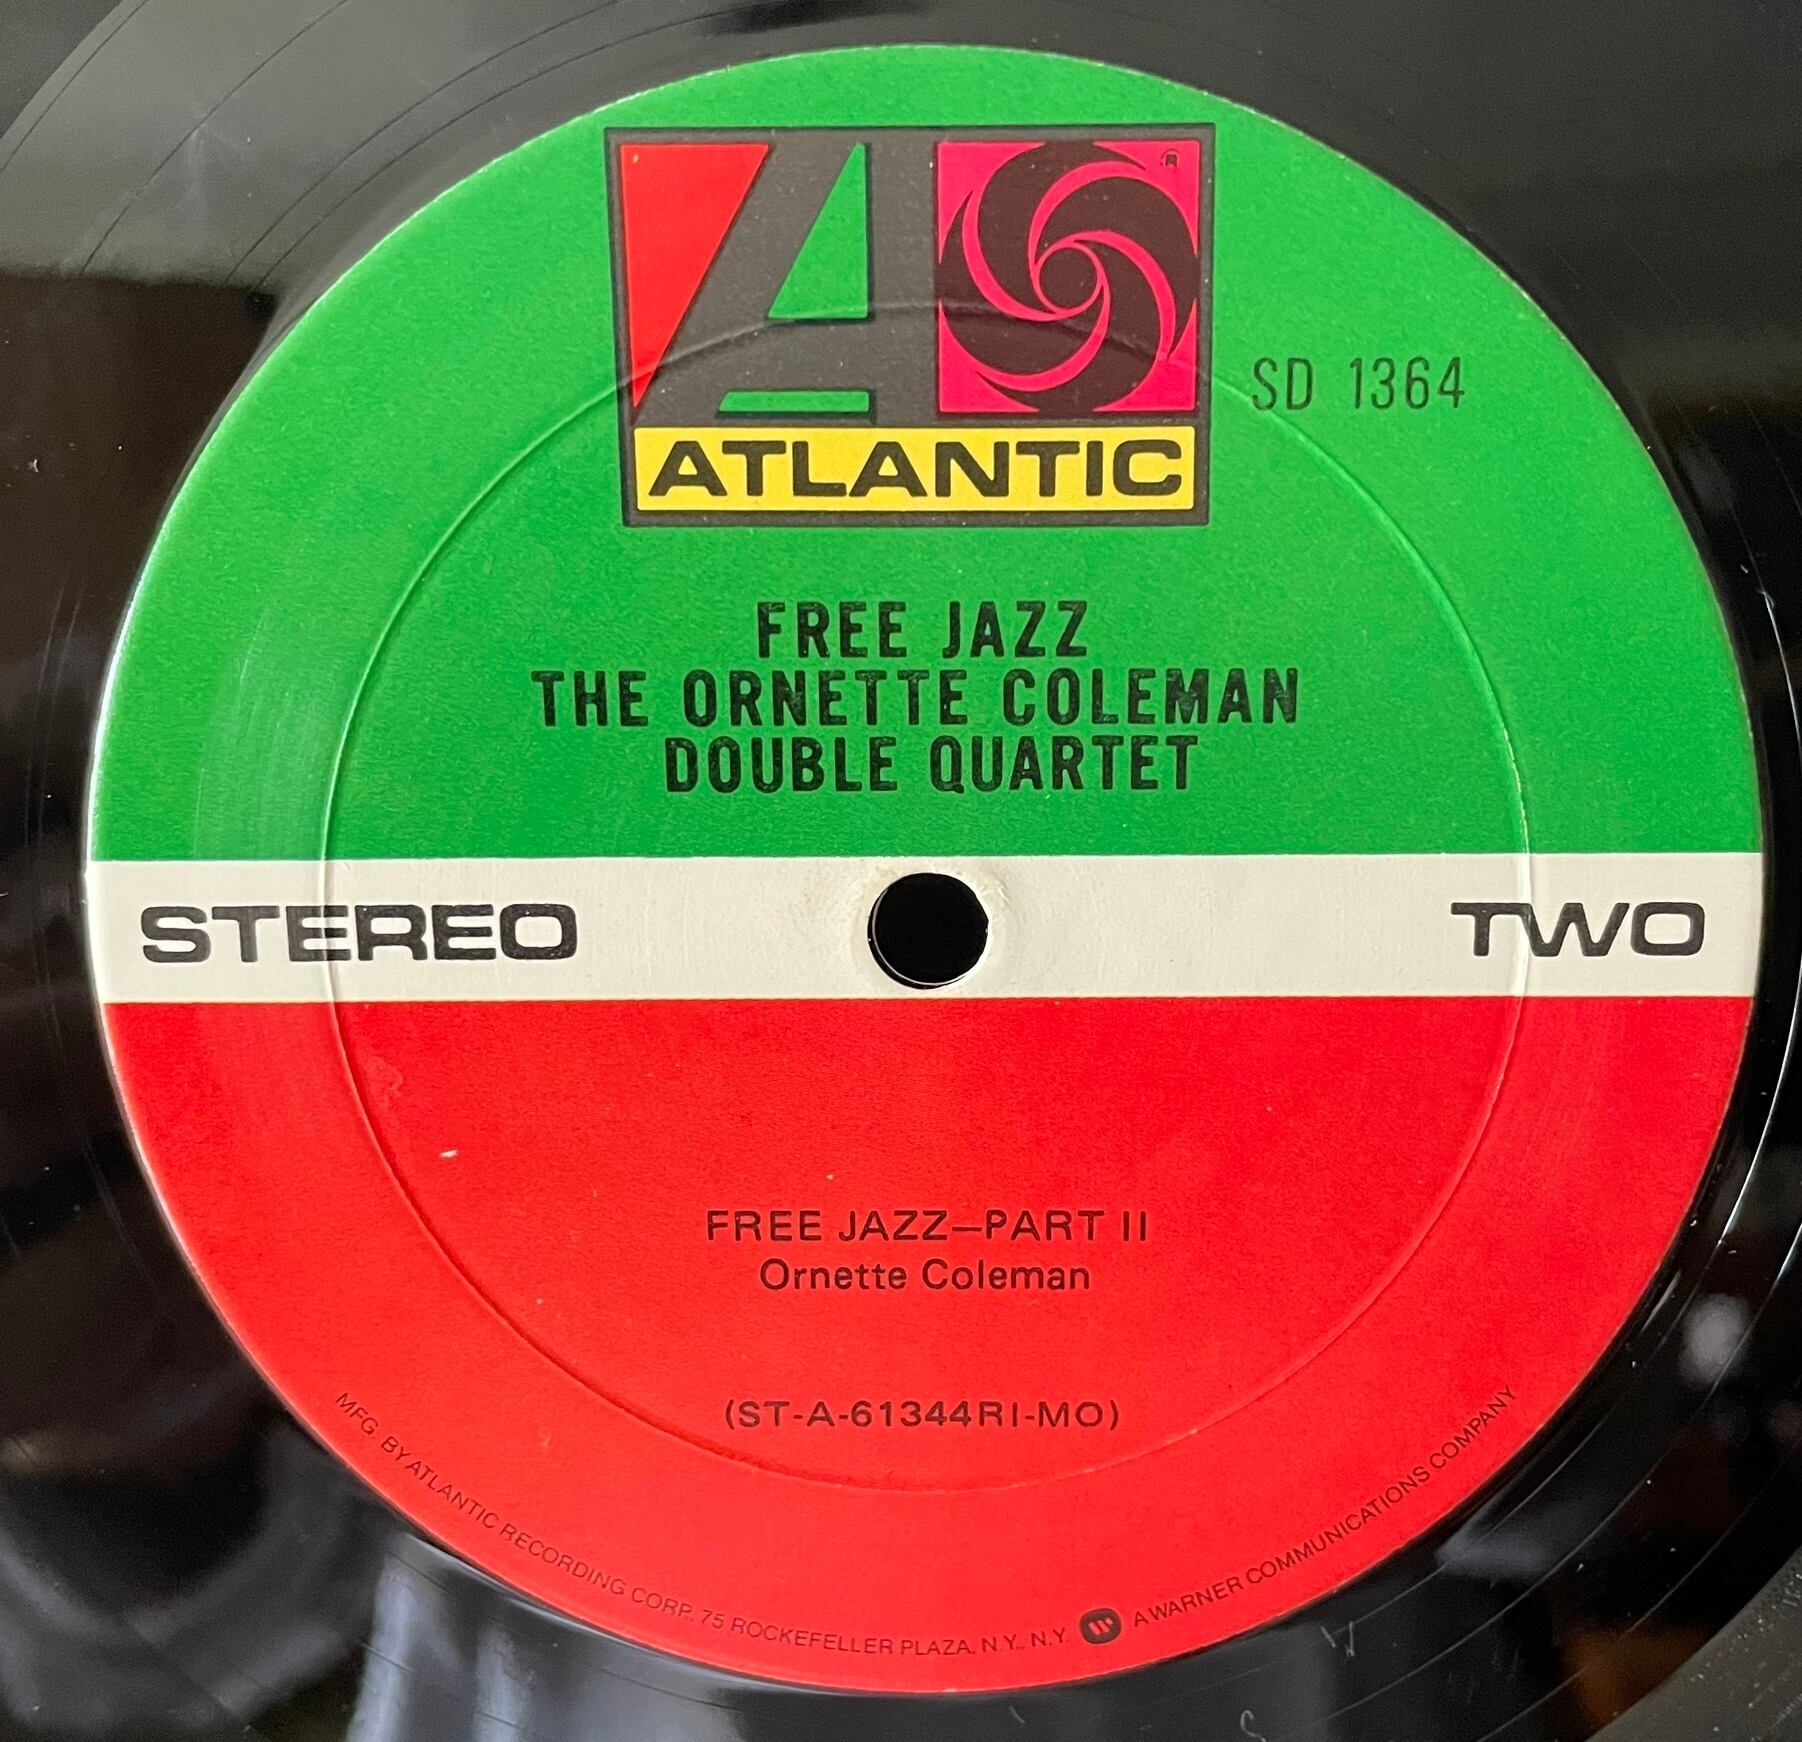 ATLANTIC
SD 1364
FREE JAZZ
THE ORNETTE COLEMAN
DOUBLE QUARTET
STEREO
TWO
FREE JAZZ—PART II
Ornette Coleman
(ST-A-61344RI-MO)
MFG. BY ATLANTIC RECORDING CORP. 75 ROCKEFELLER PLAZA, N.Y., N.Y. A WARNER COMMUNICATIONS COMPANY